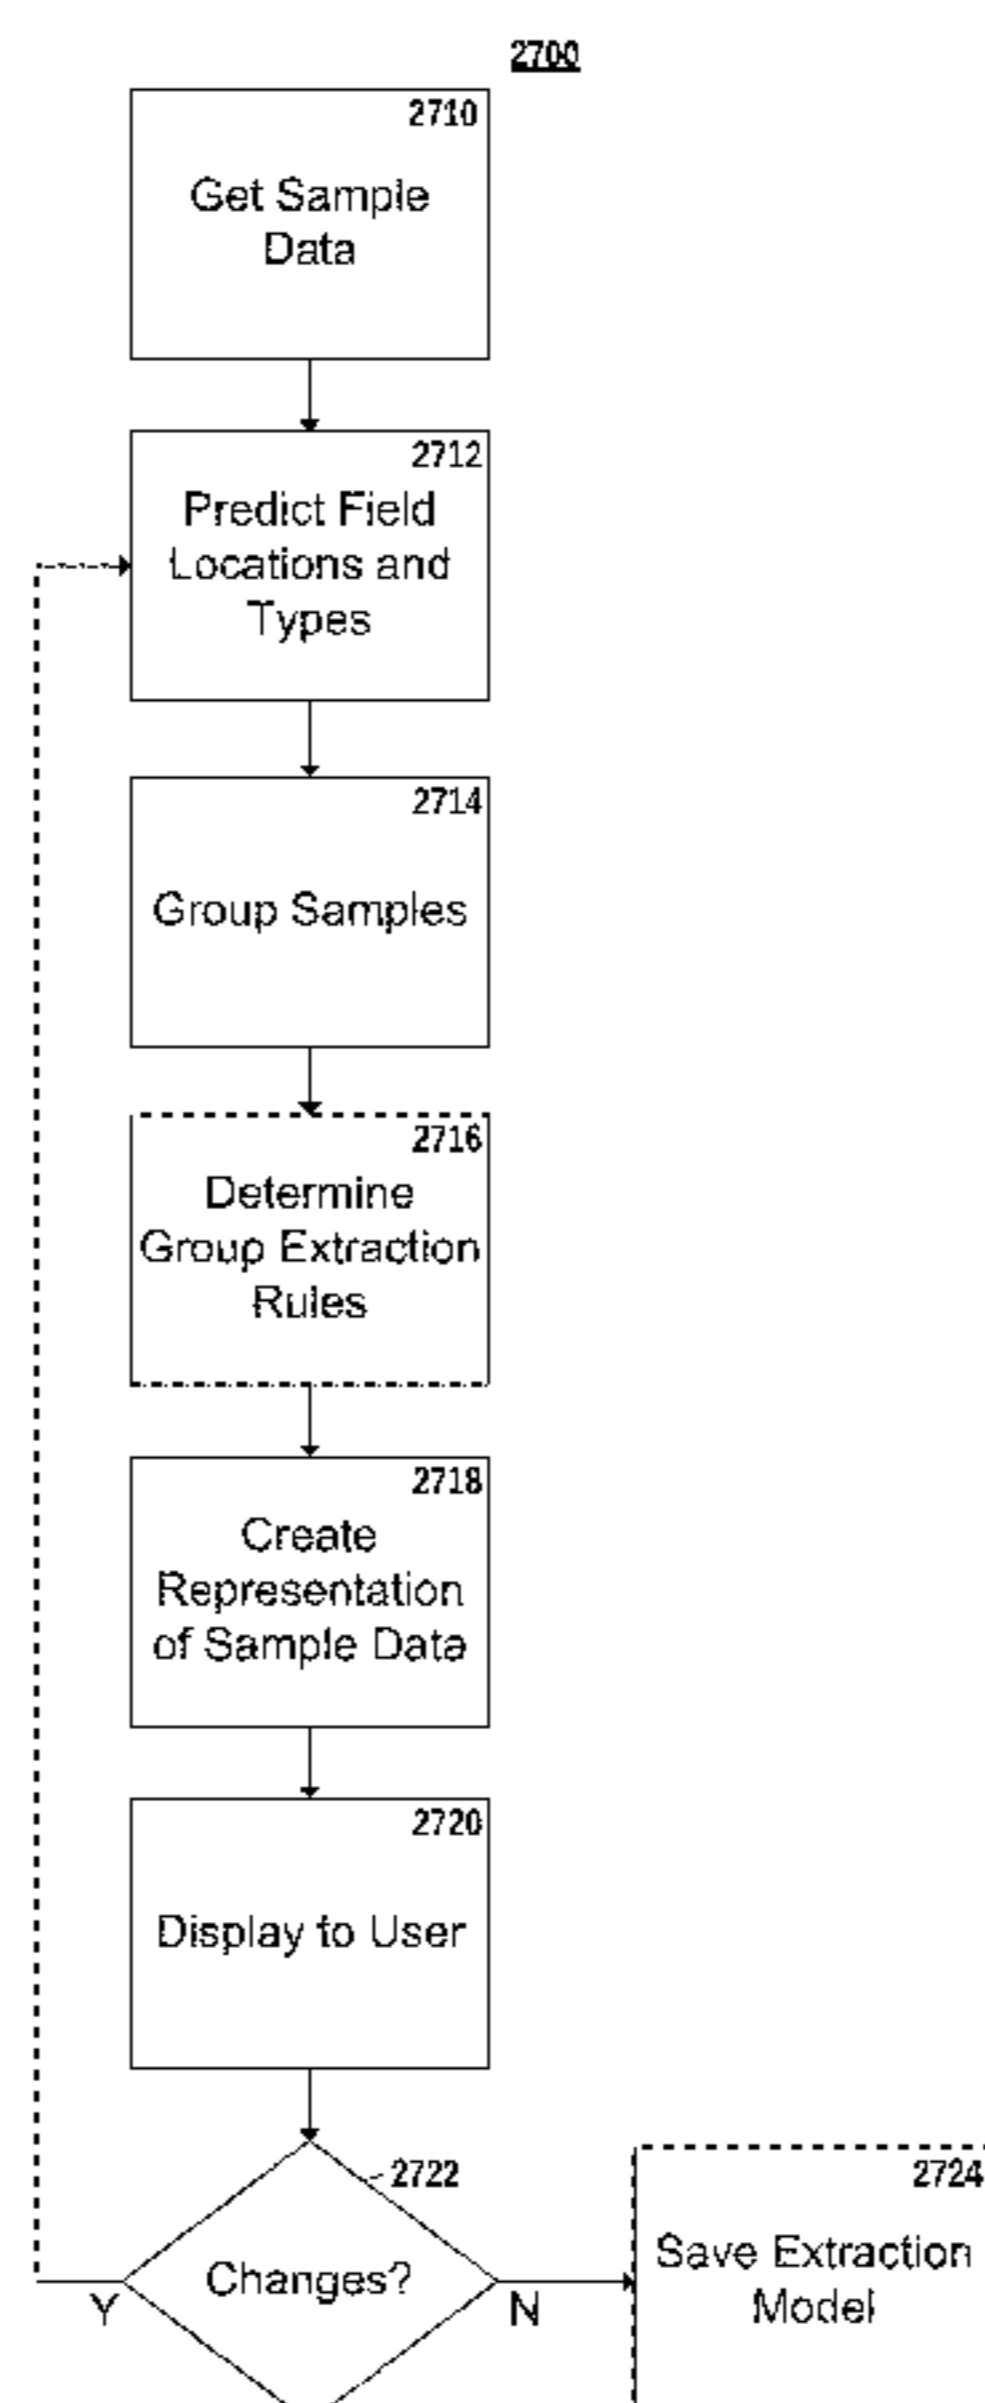 2700
2710
Get Sample
Data
2712
Predict Field
Locations and
Types
2714
Group Samples
2716
Determine
Group Extraction
Rules
2718
Create
Representation
of Sample Data
2720
Display to User
2722
Changes?
Y
N
2724
Save Extraction
Model